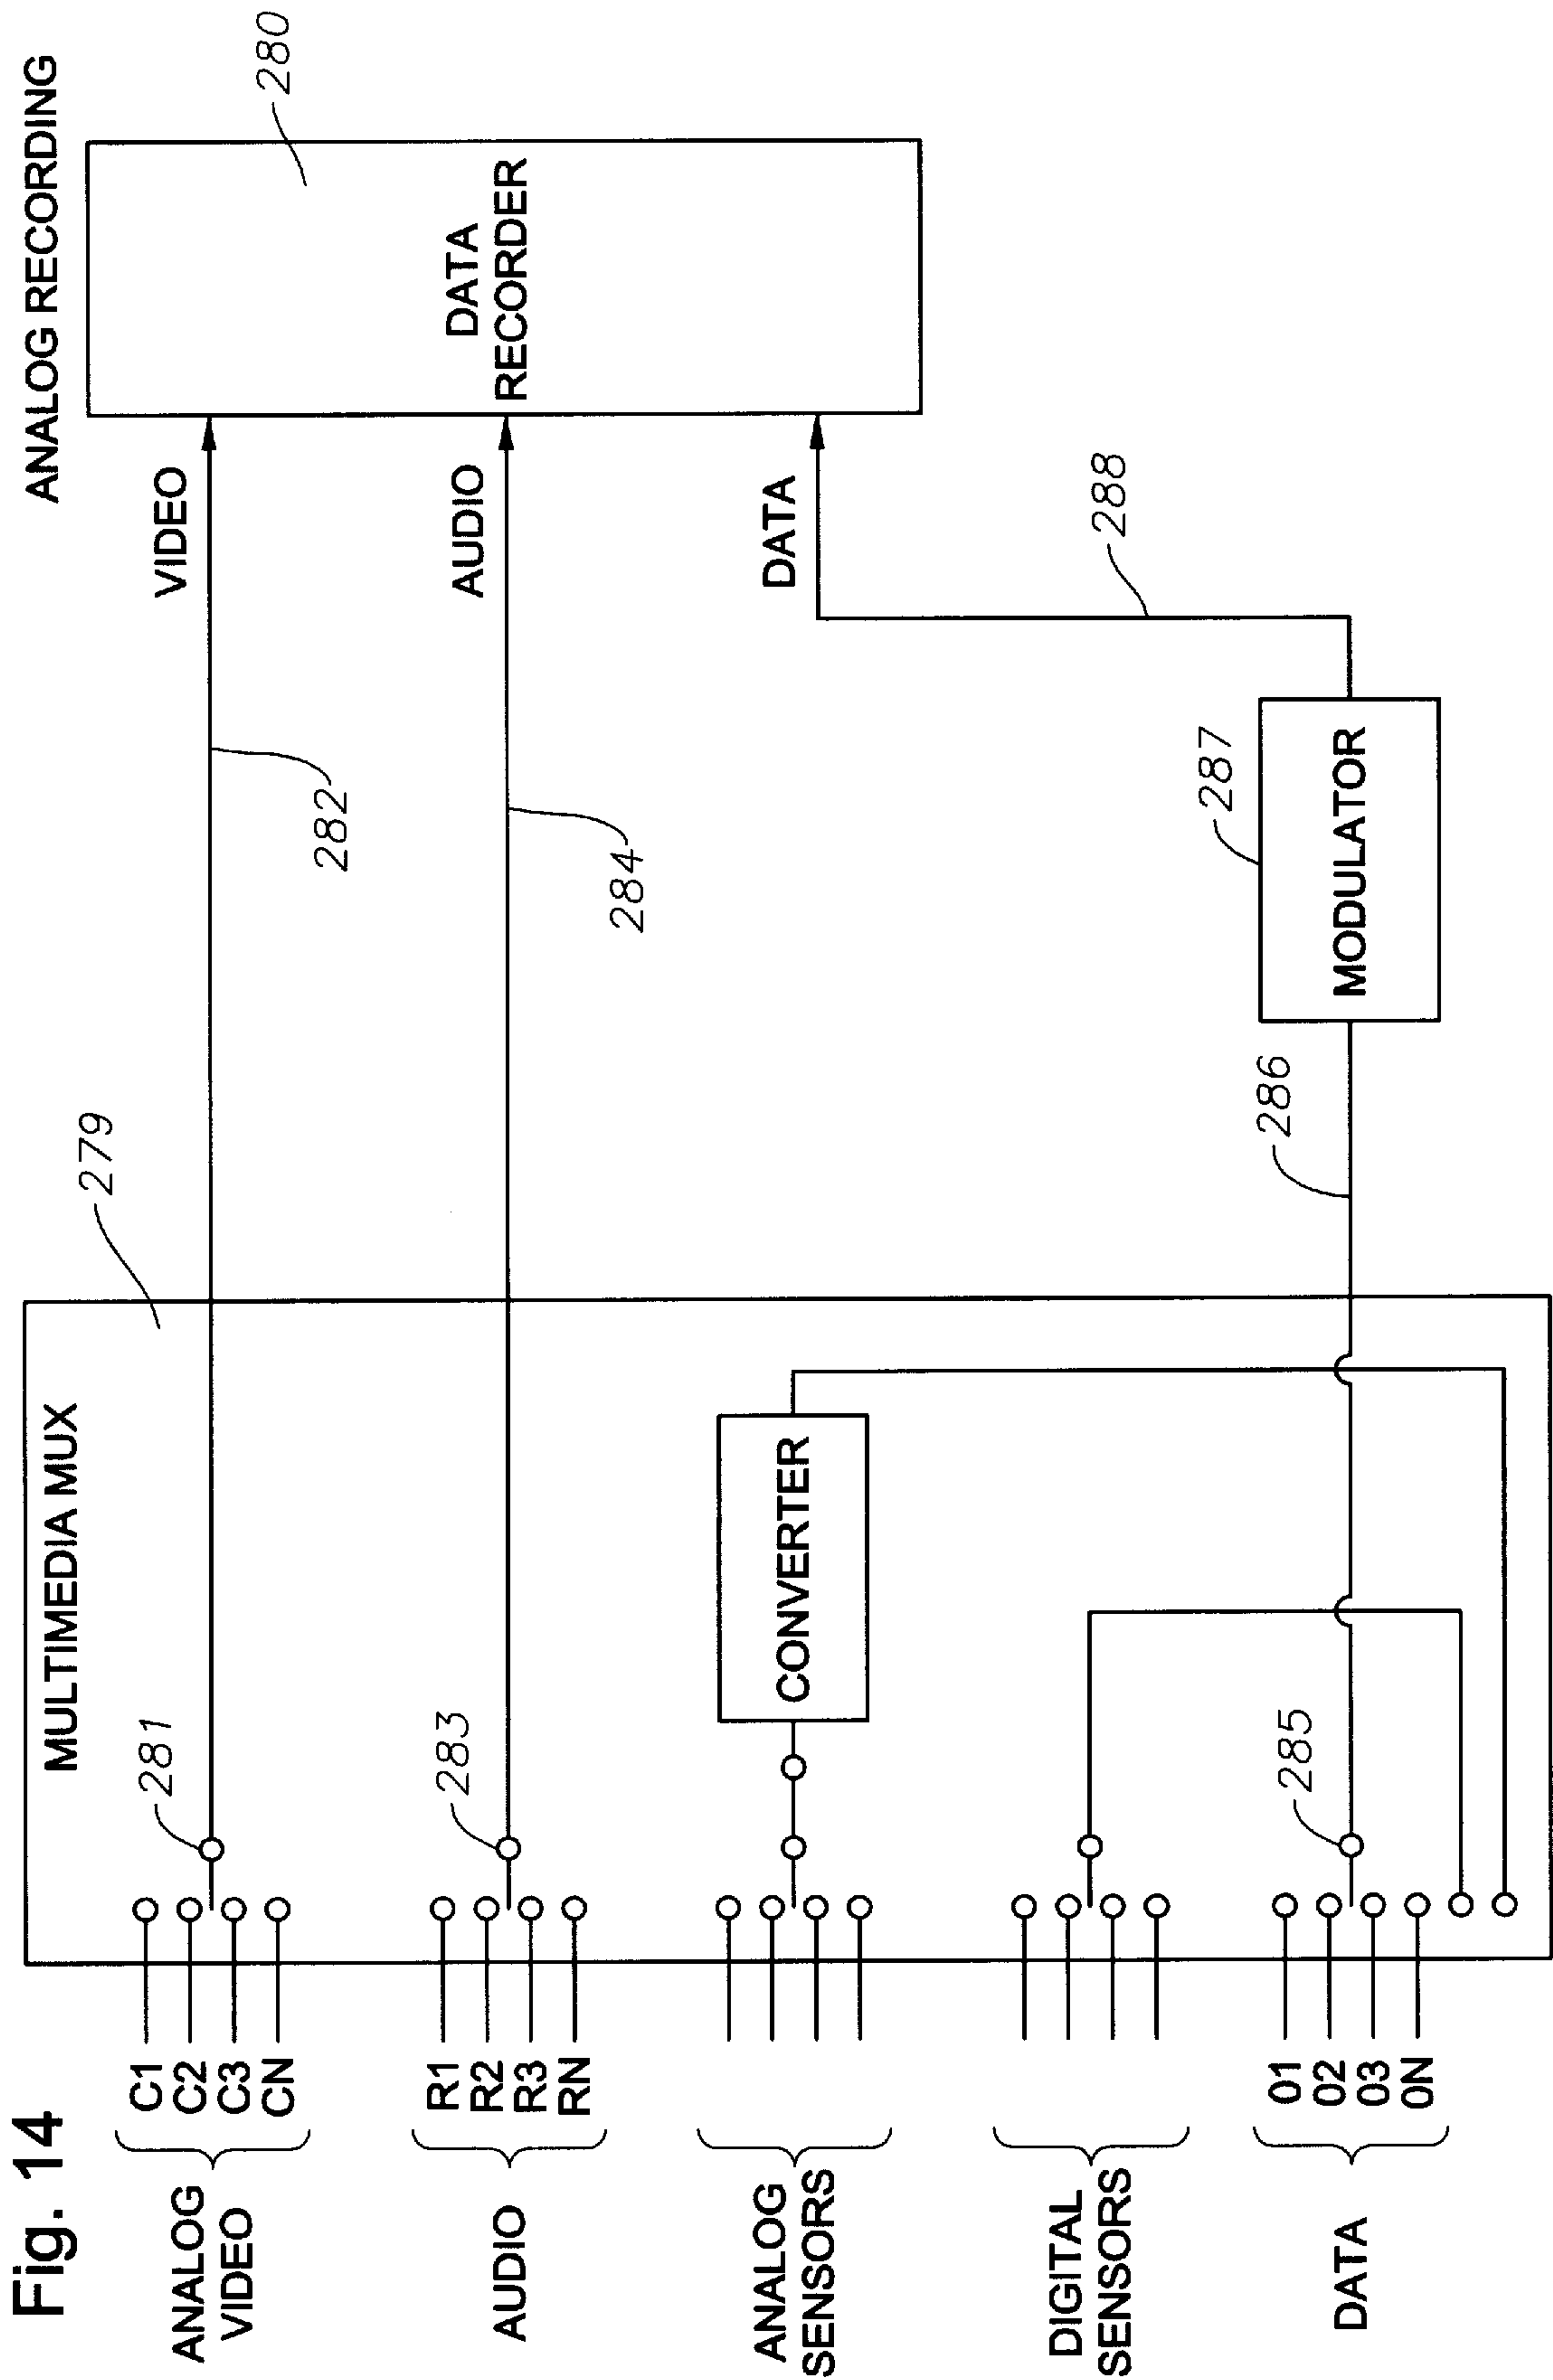 Fig. 14
ANALOG RECORDING
MULTIMEDIA MUX
279
280
ANALOG
VIDEO
C1
C2
C3
CN
281
282
VIDEO
AUDIO
R1
R2
R3
RN
283
284
AUDIO
DATA
RECORDER
ANALOG
SENSORS
CONVERTER
DATA
288
DIGITAL
SENSORS
DATA
01
02
03
0N
285
286
287
MODULATOR